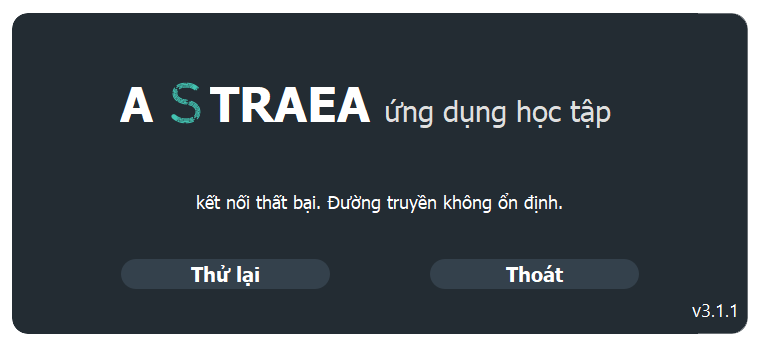 A S TRAEA ứng dụng học tập
kết nối thất bại. Đường truyền không ổn định.
Thử lại
Thoát
v3.1.1